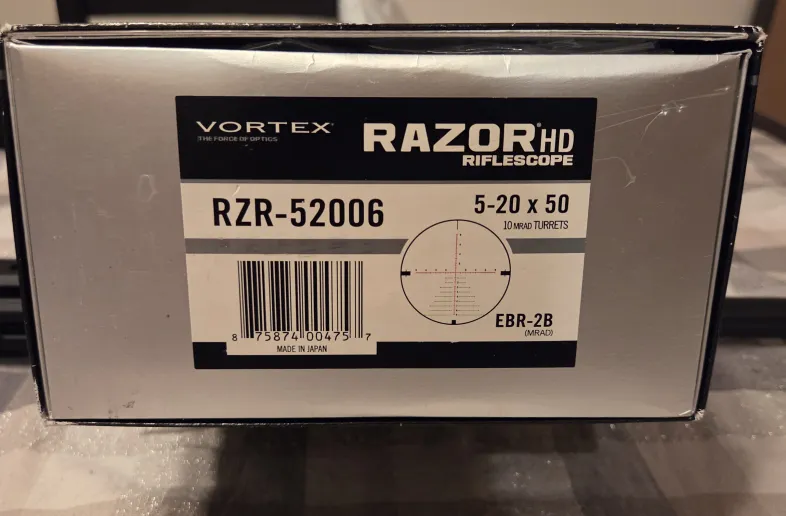 VORTEX®
THE FORCE OF OPTICS
RAZOR® HD
RIFLESCOPE
RZR-52006
5-20 x 50
10 MRAD TURRETS
EBR-2B
(MRAD)
8 75874 00475 7
MADE IN JAPAN